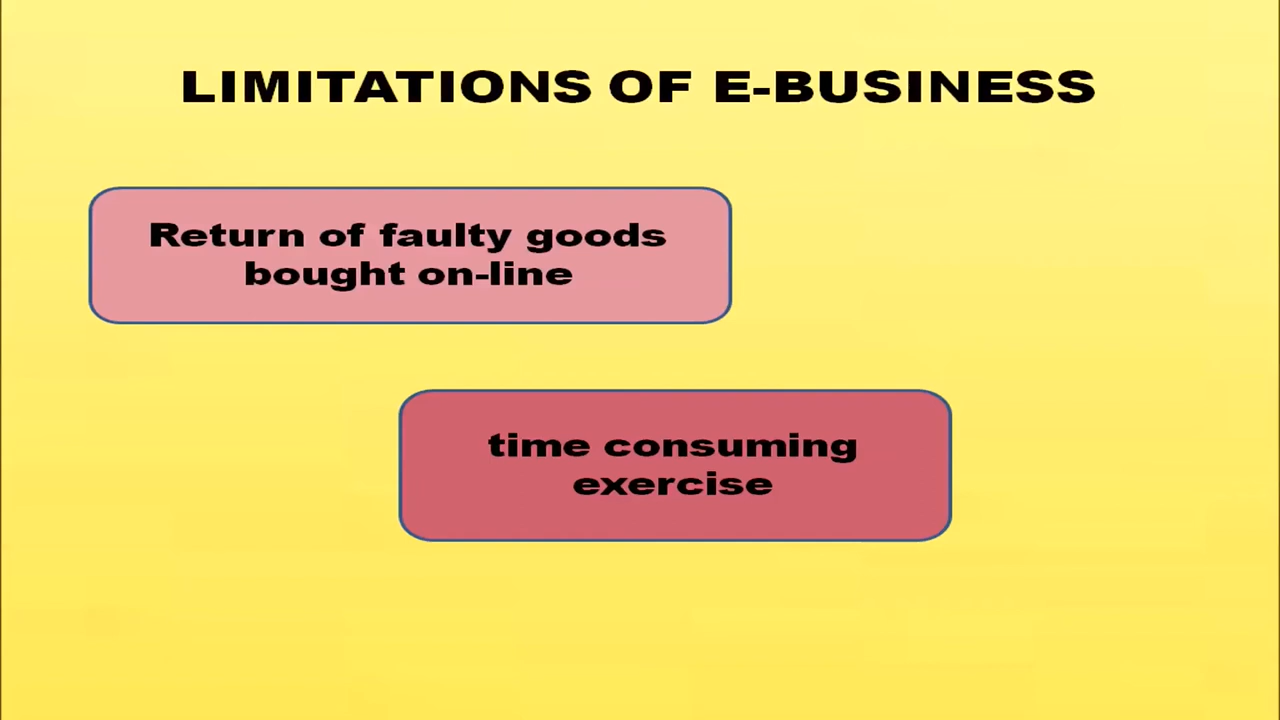 LIMITATIONS OF E-BUSINESS
Return of faulty goods
bought on-line
time consuming
exercise